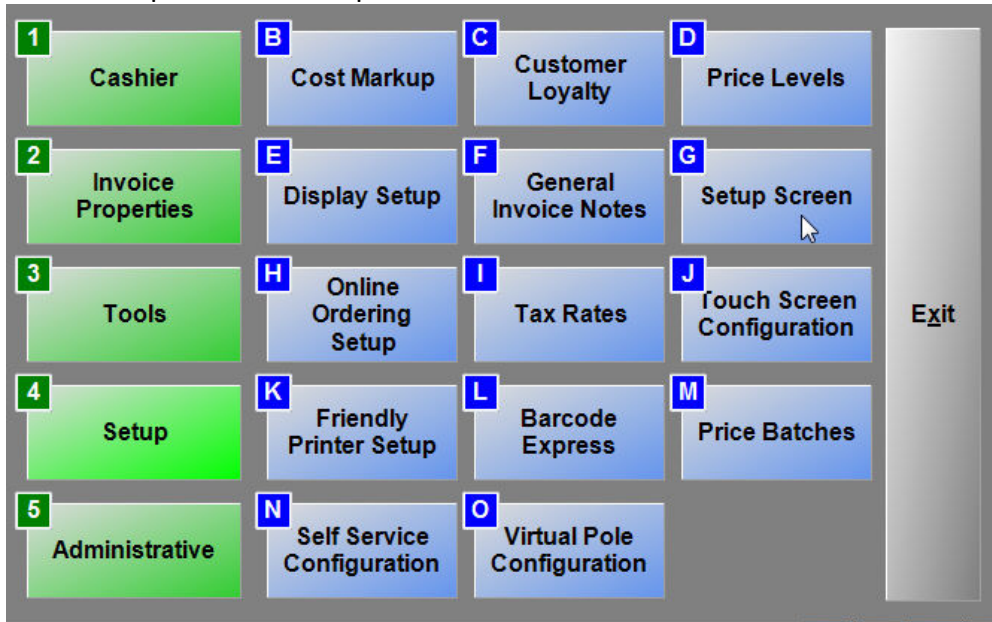 1
Cashier
B
Cost Markup
C
Customer
Loyalty
D
Price Levels
2
Invoice
Properties
E
Display Setup
F
General
Invoice Notes
G
Setup Screen
3
Tools
H
Online
Ordering
Setup
I
Tax Rates
J
Touch Screen
Configuration
Exit
4
Setup
K
Friendly
Printer Setup
L
Barcode
Express
M
Price Batches
5
Administrative
N
Self Service
Configuration
O
Virtual Pole
Configuration